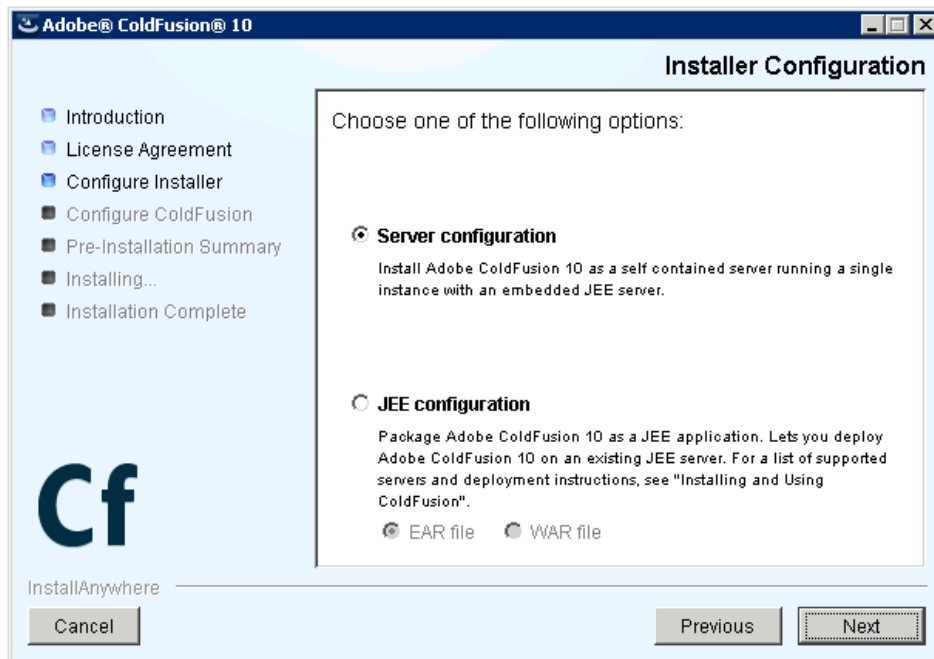 Adobe® ColdFusion® 10
Installer Configuration
Introduction
License Agreement
Configure Installer
Configure ColdFusion
Pre-Installation Summary
Installing...
Installation Complete
Choose one of the following options:
Server configuration
Install Adobe ColdFusion 10 as a self contained server running a single
instance with an embedded JEE server.
JEE configuration
Package Adobe ColdFusion 10 as a JEE application. Lets you deploy
Adobe ColdFusion 10 on an existing JEE server. For a list of supported
servers and deployment instructions, see "Installing and Using
ColdFusion".
EAR file WAR file
Cf
InstallAnywhere
Cancel Previous Next